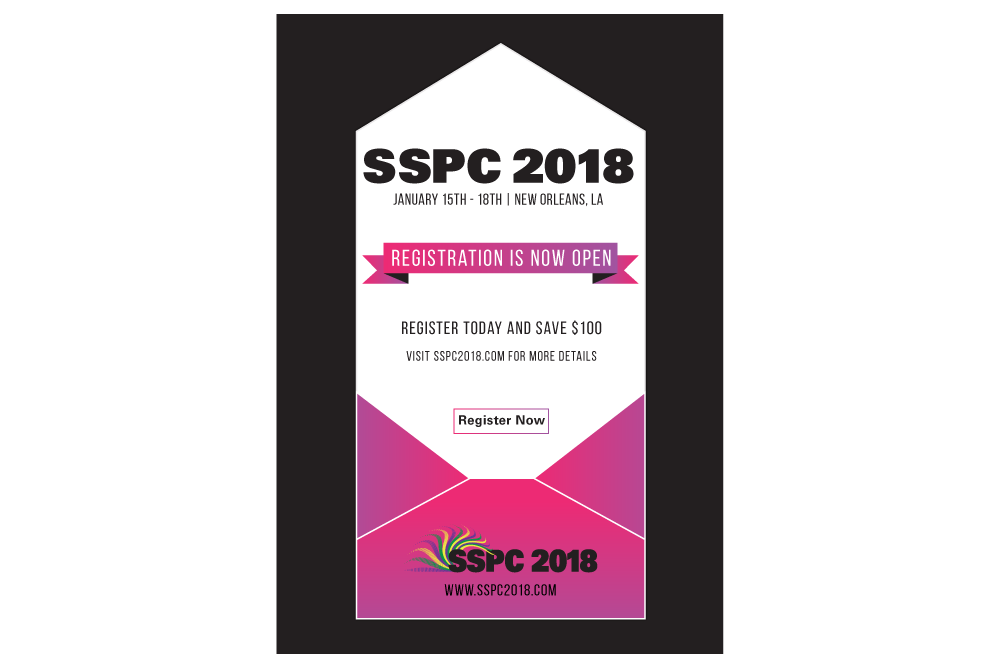 SSPC 2018
JANUARY 15TH - 18TH | NEW ORLEANS, LA
REGISTRATION IS NOW OPEN
REGISTER TODAY AND SAVE $100
VISIT SSPC2018.COM FOR MORE DETAILS
Register Now
SSPC 2018
WWW.SSPC2018.COM